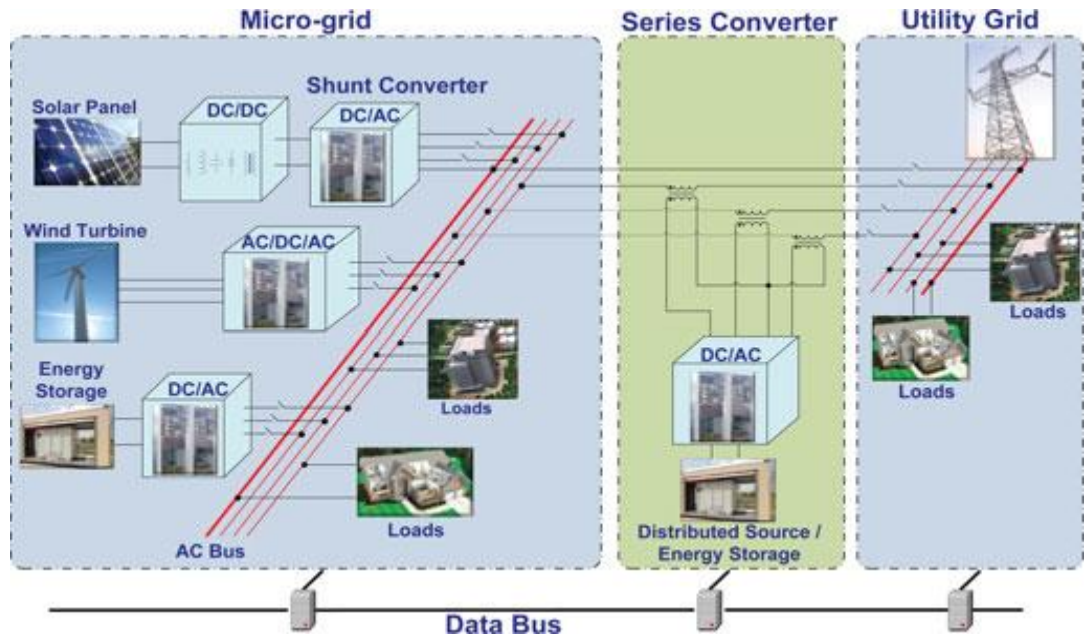 Micro-grid
Series Converter
Utility Grid
Shunt Converter
Solar Panel
DC/DC
DC/AC
Wind Turbine
AC/DC/AC
Energy
Storage
DC/AC
Loads
Loads
AC Bus
DC/AC
Distributed Source /
Energy Storage
Loads
Loads
Data Bus